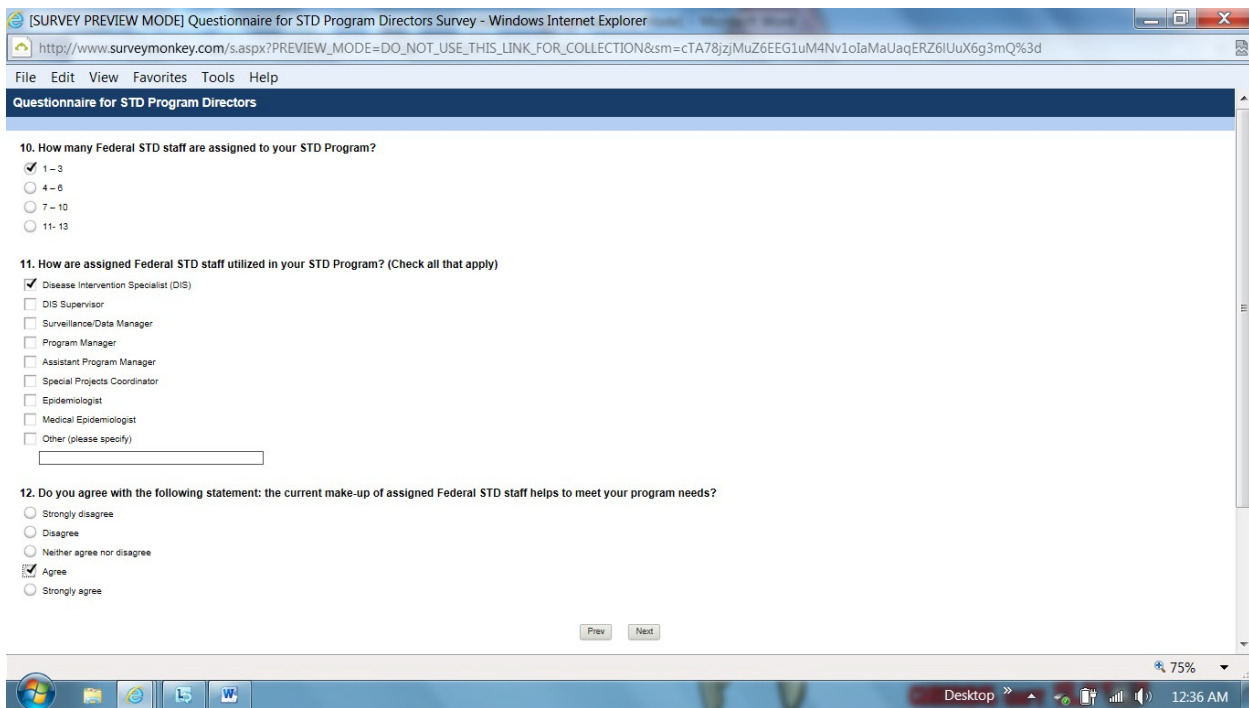 [SURVEY PREVIEW MODE] Questionnaire for STD Program Directors Survey - Windows Internet Explorer
http://www.surveymonkey.com/s.aspx?PREVIEW_MODE=DO_NOT_USE_THIS_LINK_FOR_COLLECTION&sm=cTA78jzjMuZ6EEG1uM4Nv1oIaMaUaqERZ6lUuX6g3mQ%3d
File Edit View Favorites Tools Help
Questionnaire for STD Program Directors
10. How many Federal STD staff are assigned to your STD Program?
1 – 3
4 – 6
7 – 10
11- 13
11. How are assigned Federal STD staff utilized in your STD Program? (Check all that apply)
Disease Intervention Specialist (DIS)
DIS Supervisor
Surveillance/Data Manager
Program Manager
Assistant Program Manager
Special Projects Coordinator
Epidemiologist
Medical Epidemiologist
Other (please specify)
12. Do you agree with the following statement: the current make-up of assigned Federal STD staff helps to meet your program needs?
Strongly disagree
Disagree
Neither agree nor disagree
Agree
Strongly agree
Prev Next
75%
Desktop 12:36 AM